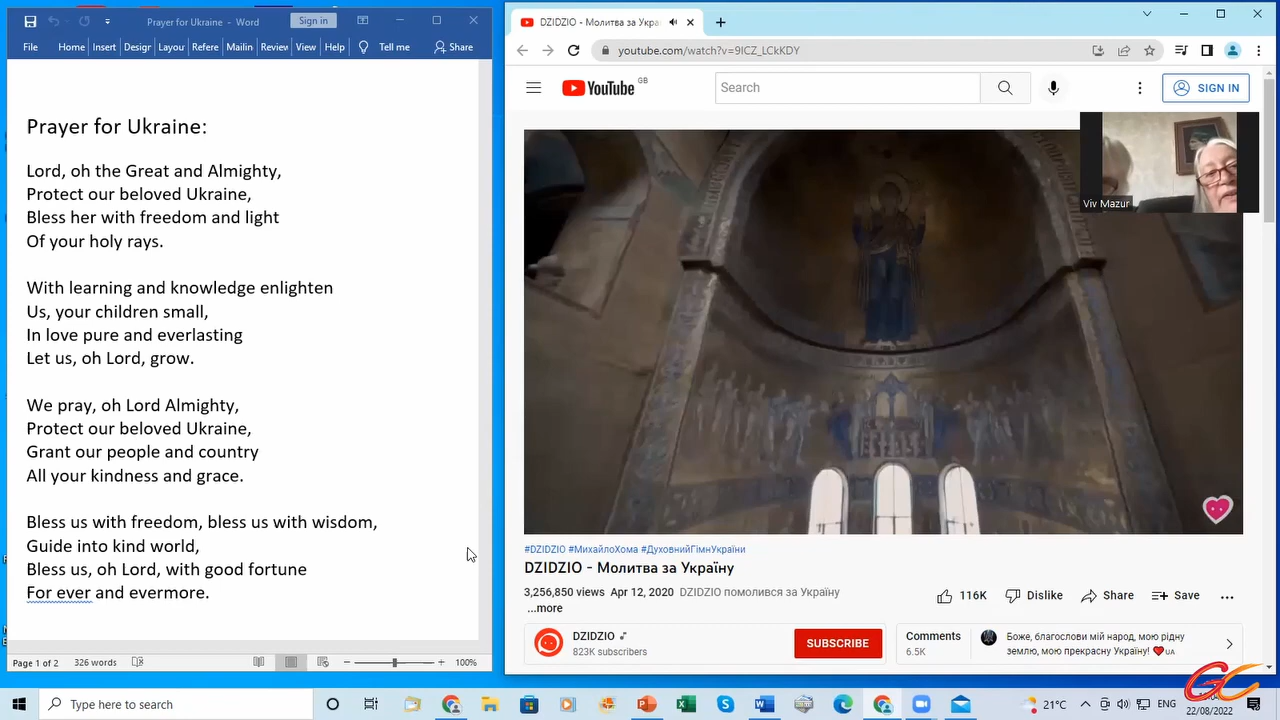 Prayer for Ukraine - Word
Sign in
File Home Insert Desigr Layou Refere Mailin Review View Help Tell me Share
Prayer for Ukraine:
Lord, oh the Great and Almighty,
Protect our beloved Ukraine,
Bless her with freedom and light
Of your holy rays.
With learning and knowledge enlighten
Us, your children small,
In love pure and everlasting
Let us, oh Lord, grow.
We pray, oh Lord Almighty,
Protect our beloved Ukraine,
Grant our people and country
All your kindness and grace.
Bless us with freedom, bless us with wisdom,
Guide into kind world,
Bless us, oh Lord, with good fortune
For ever and evermore.
Page 1 of 2 326 words 100%
DZIDZIO - Молитва за Укра
youtube.com/watch?v=9ICZ_LCkKDY
YouTube GB
Search
SIGN IN
Viv Mazur
#DZIDZIO #МихайлоХома #ДуховнийГімнУкраїни
DZIDZIO - Молитва за Україну
3,256,850 views Apr 12, 2020 DZIDZIO помолився за Україну
...more
116K Dislike Share Save
DZIDZIO
823K subscribers
SUBSCRIBE
Comments
6.5K
Боже, благослови мій народ, мою рідну
землю, мою прекрасну Україну! ❤️UA
Type here to search
21°C
ENG
22/08/2022
GC